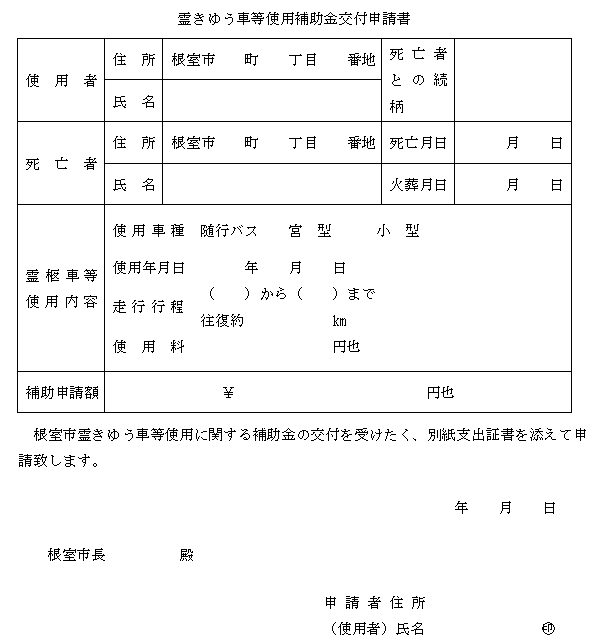 霊きゆう車等使用補助金交付申請書
使用者 住所 根室市　　町　　丁目　　番地 死亡者との続柄
氏名
死亡者 住所 根室市　　町　　丁目　　番地 死亡月日 月　　日
氏名 火葬月日 月　　日
霊柩車等使用内容 使用車種　随行バス　　宮　型　　　小　型
使用年月日　　　　年　　月　　日
走行行程　（　　）から（　　）まで
往復約　　　　　　km
使用料　　　　　　　　　　円也
補助申請額 ￥　　　　　　　　　　　　　円也
根室市霊きゆう車等使用に関する補助金の交付を受けたく、別紙支出証書を添えて申
請致します。
年　　月　　日
根室市長　　　　　殿
申請者住所
（使用者）氏名　　　　　　　　㊞